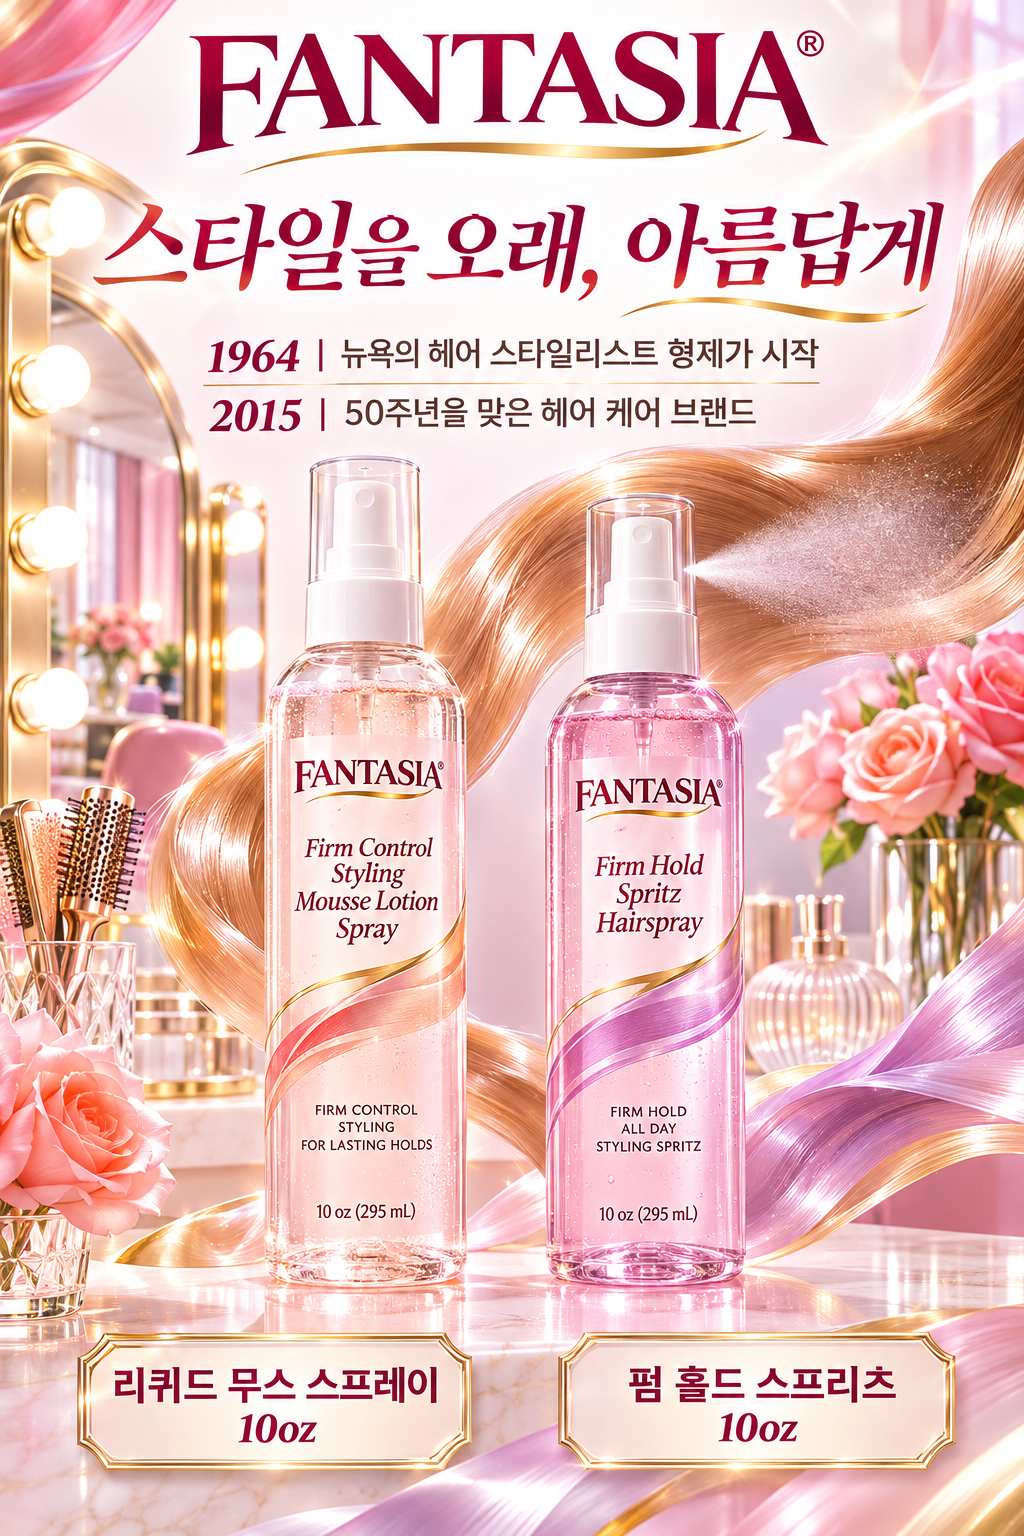 FANTASIA®
스타일을 오래, 아름답게
1964 | 뉴욕의 헤어 스타일리스트 형제가 시작
2015 | 50주년을 맞은 헤어 케어 브랜드
FANTASIA®
Firm Control
Styling
Mousse Lotion
Spray
FIRM CONTROL
STYLING
FOR LASTING HOLDS
10 oz (295 mL)
FANTASIA®
Firm Hold
Spritz
Hairspray
FIRM HOLD
ALL DAY
STYLING SPRITZ
10 oz (295 mL)
리퀴드 무스 스프레이
10oz
펌 홀드 스프리츠
10oz